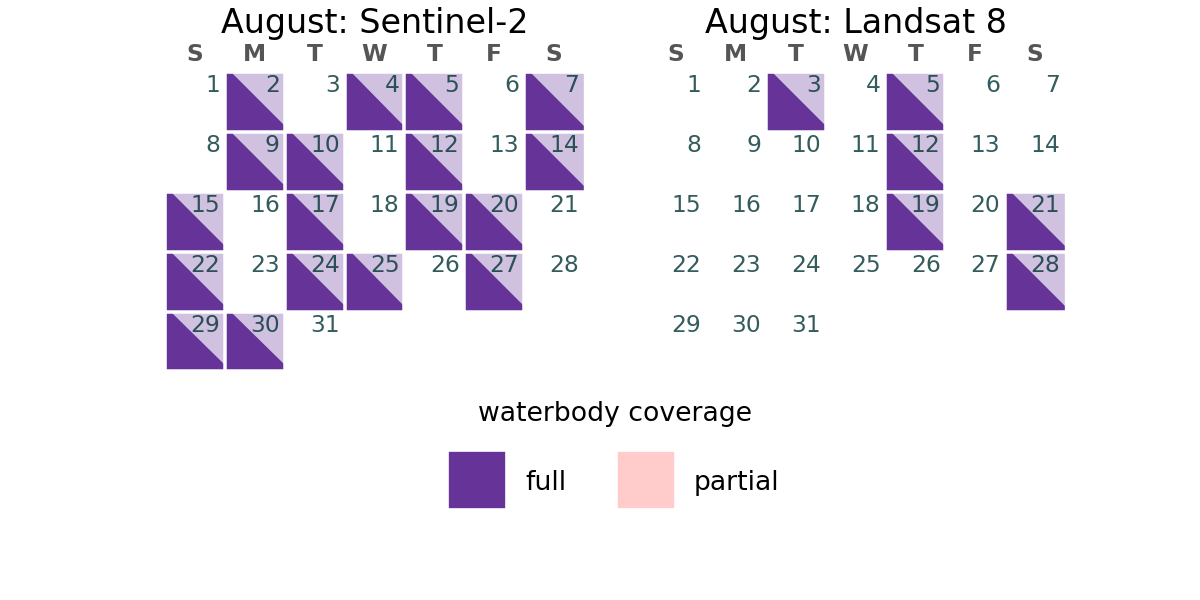 August: Sentinel-2
S M T W T F S
1 2 3 4 5 6 7
8 9 10 11 12 13 14
15 16 17 18 19 20 21
22 23 24 25 26 27 28
29 30 31
August: Landsat 8
S M T W T F S
1 2 3 4 5 6 7
8 9 10 11 12 13 14
15 16 17 18 19 20 21
22 23 24 25 26 27 28
29 30 31
waterbody coverage
full partial